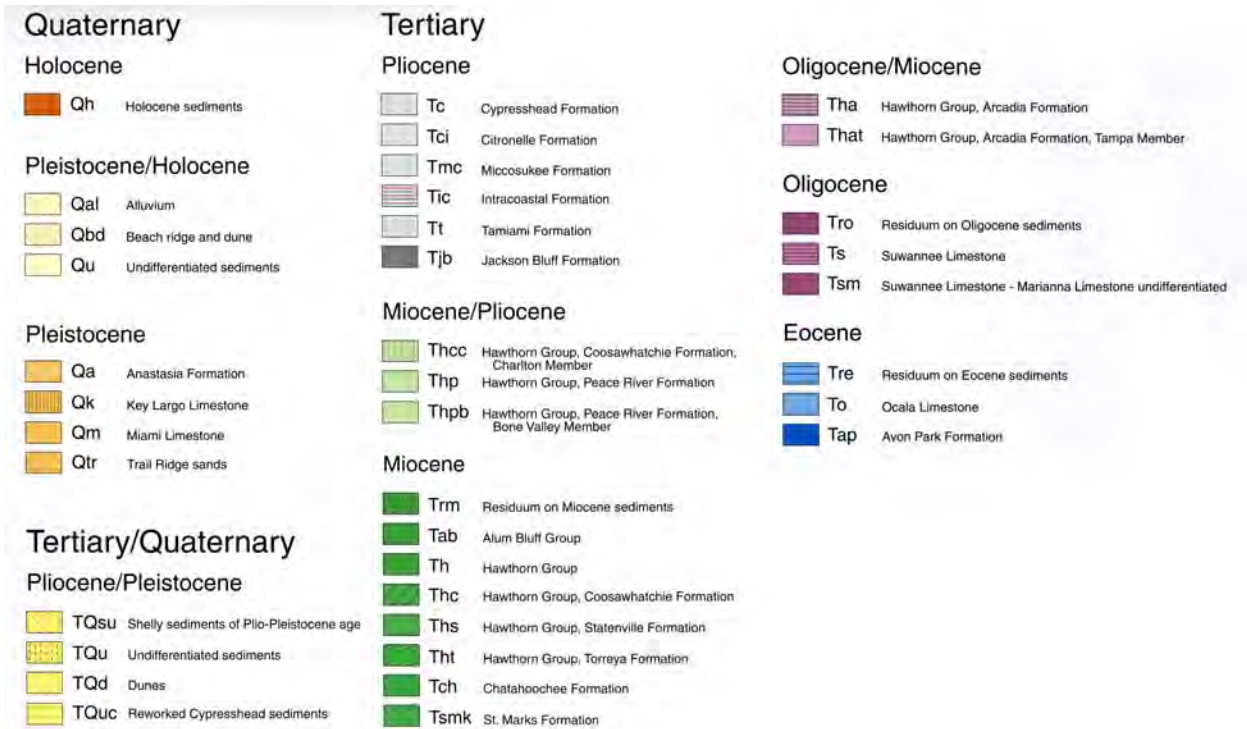 Quaternary
Holocene
Qh Holocene sediments
Pleistocene/Holocene
Qal Alluvium
Qbd Beach ridge and dune
Qu Undifferentiated sediments
Pleistocene
Qa Anastasia Formation
Qk Key Largo Limestone
Qm Miami Limestone
Qtr Trail Ridge sands
Tertiary/Quaternary
Pliocene/Pleistocene
TQsu Shelly sediments of Plio-Pleistocene age
TQu Undifferentiated sediments
TQd Dunes
TQuc Reworked Cypresshead sediments
Tertiary
Pliocene
Tc Cypresshead Formation
Tci Citronelle Formation
Tmc Miccosukee Formation
Tic Intracoastal Formation
Tt Tamiami Formation
Tjb Jackson Bluff Formation
Miocene/Pliocene
Thcc Hawthorn Group, Coosawhatchie Formation,
Charlton Member
Thp Hawthorn Group, Peace River Formation
Thpb Hawthorn Group, Peace River Formation,
Bone Valley Member
Miocene
Trm Residuum on Miocene sediments
Tab Alum Bluff Group
Th Hawthorn Group
Thc Hawthorn Group, Coosawhatchie Formation
Ths Hawthorn Group, Statenville Formation
Tht Hawthorn Group, Torreya Formation
Tch Chatahoochee Formation
Tsmk St. Marks Formation
Oligocene/Miocene
Tha Hawthorn Group, Arcadia Formation
That Hawthorn Group, Arcadia Formation, Tampa Member
Oligocene
Tro Residuum on Oligocene sediments
Ts Suwannee Limestone
Tsm Suwannee Limestone - Marianna Limestone undifferentiated
Eocene
Tre Residuum on Eocene sediments
To Ocala Limestone
Tap Avon Park Formation